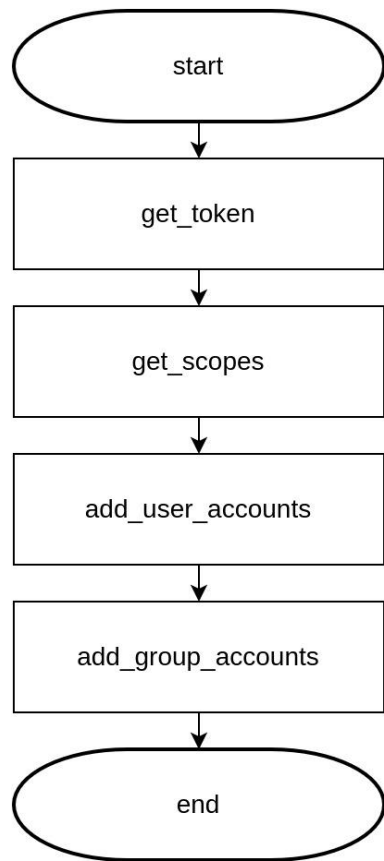 start
get_token
get_scopes
add_user_accounts
add_group_accounts
end